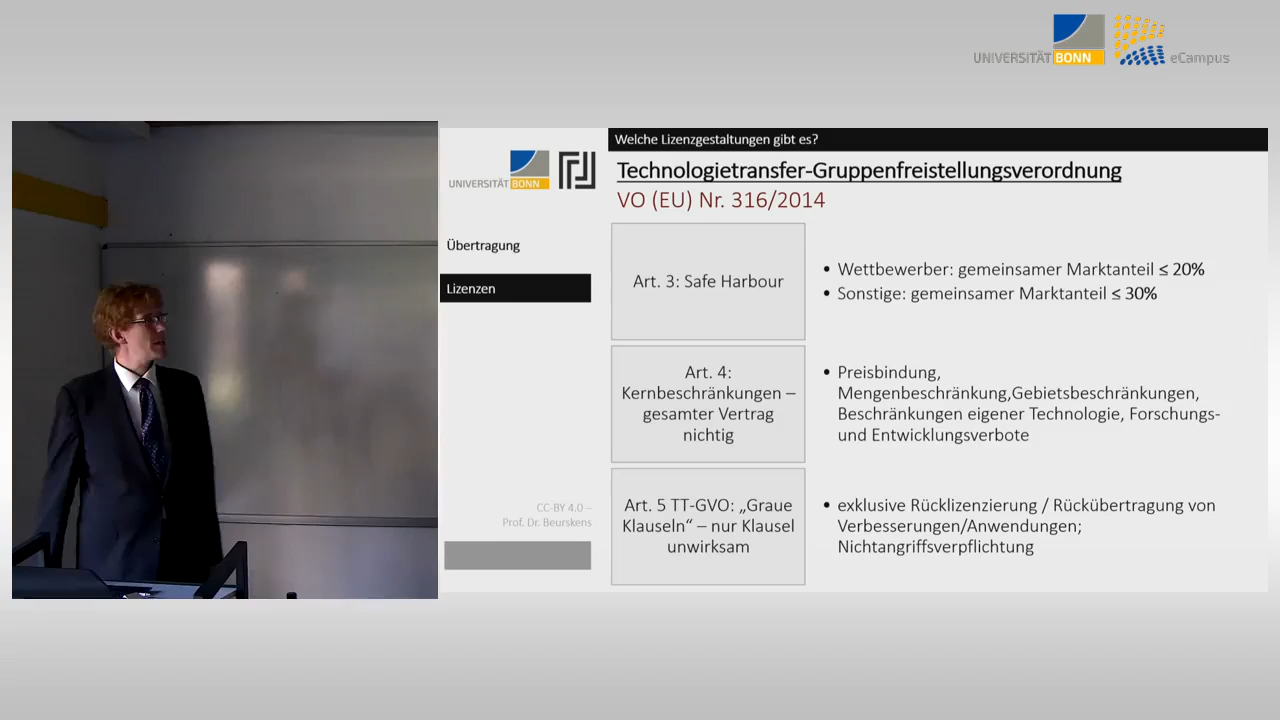 UNIVERSITÄT BONN eCampus
Welche Lizenzgestaltungen gibt es?
UNIVERSITÄT BONN
Technologietransfer-Gruppenfreistellungsverordnung
VO (EU) Nr. 316/2014
Übertragung
Lizenzen
Art. 3: Safe Harbour
• Wettbewerber: gemeinsamer Marktanteil ≤ 20%
• Sonstige: gemeinsamer Marktanteil ≤ 30%
Art. 4:
Kernbeschränkungen –
gesamter Vertrag
nichtig
• Preisbindung,
Mengenbeschränkung,Gebietsbeschränkungen,
Beschränkungen eigener Technologie, Forschungs-
und Entwicklungsverbote
Art. 5 TT-GVO: „Graue
Klauseln“ – nur Klausel
unwirksam
• exklusive Rücklizenzierung / Rückübertragung von
Verbesserungen/Anwendungen;
Nichtangriffsverpflichtung
CC-BY 4.0 –
Prof. Dr. Beurskens